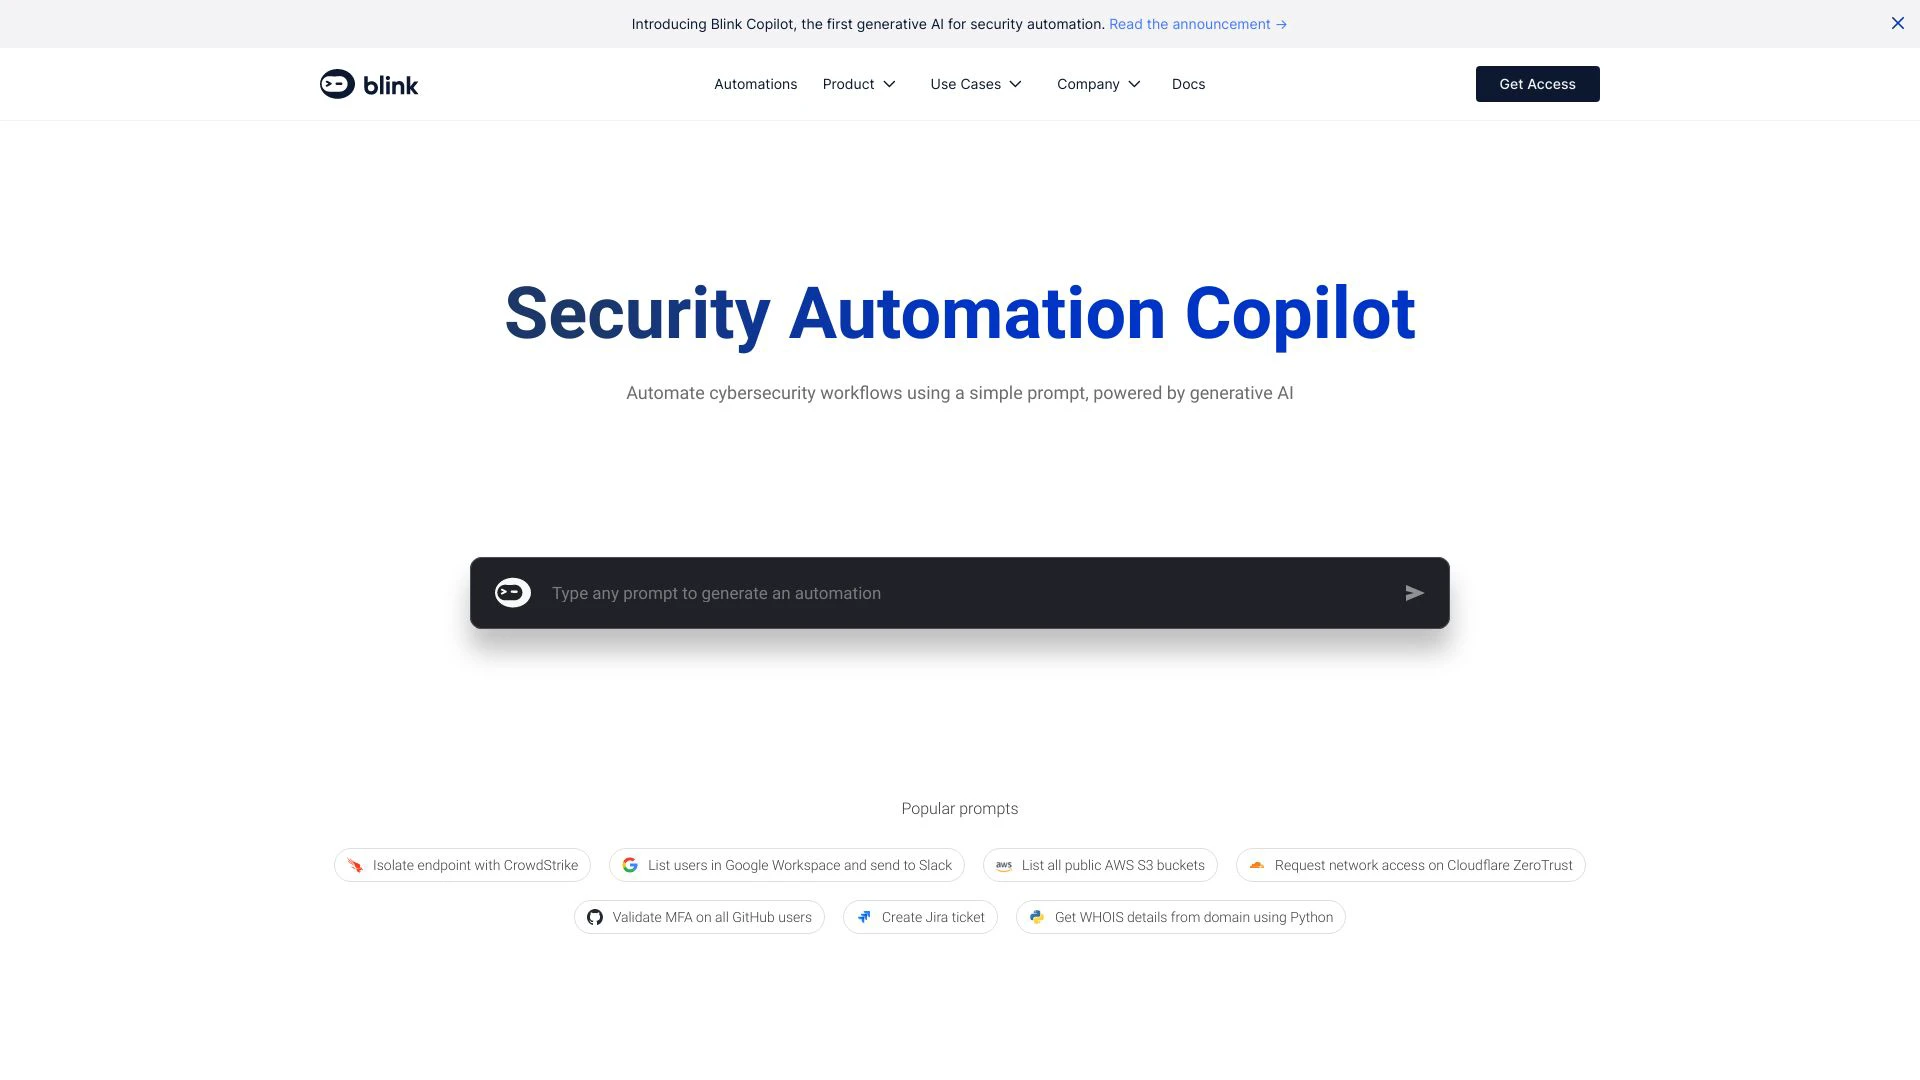 Introducing Blink Copilot, the first generative AI for security automation. Read the announcement →
blink
Automations Product Use Cases Company Docs
Get Access
Security Automation Copilot
Automate cybersecurity workflows using a simple prompt, powered by generative AI
Type any prompt to generate an automation
Popular prompts
Isolate endpoint with CrowdStrike
List users in Google Workspace and send to Slack
aws List all public AWS S3 buckets
Request network access on Cloudflare ZeroTrust
Validate MFA on all GitHub users
Create Jira ticket
Get WHOIS details from domain using Python